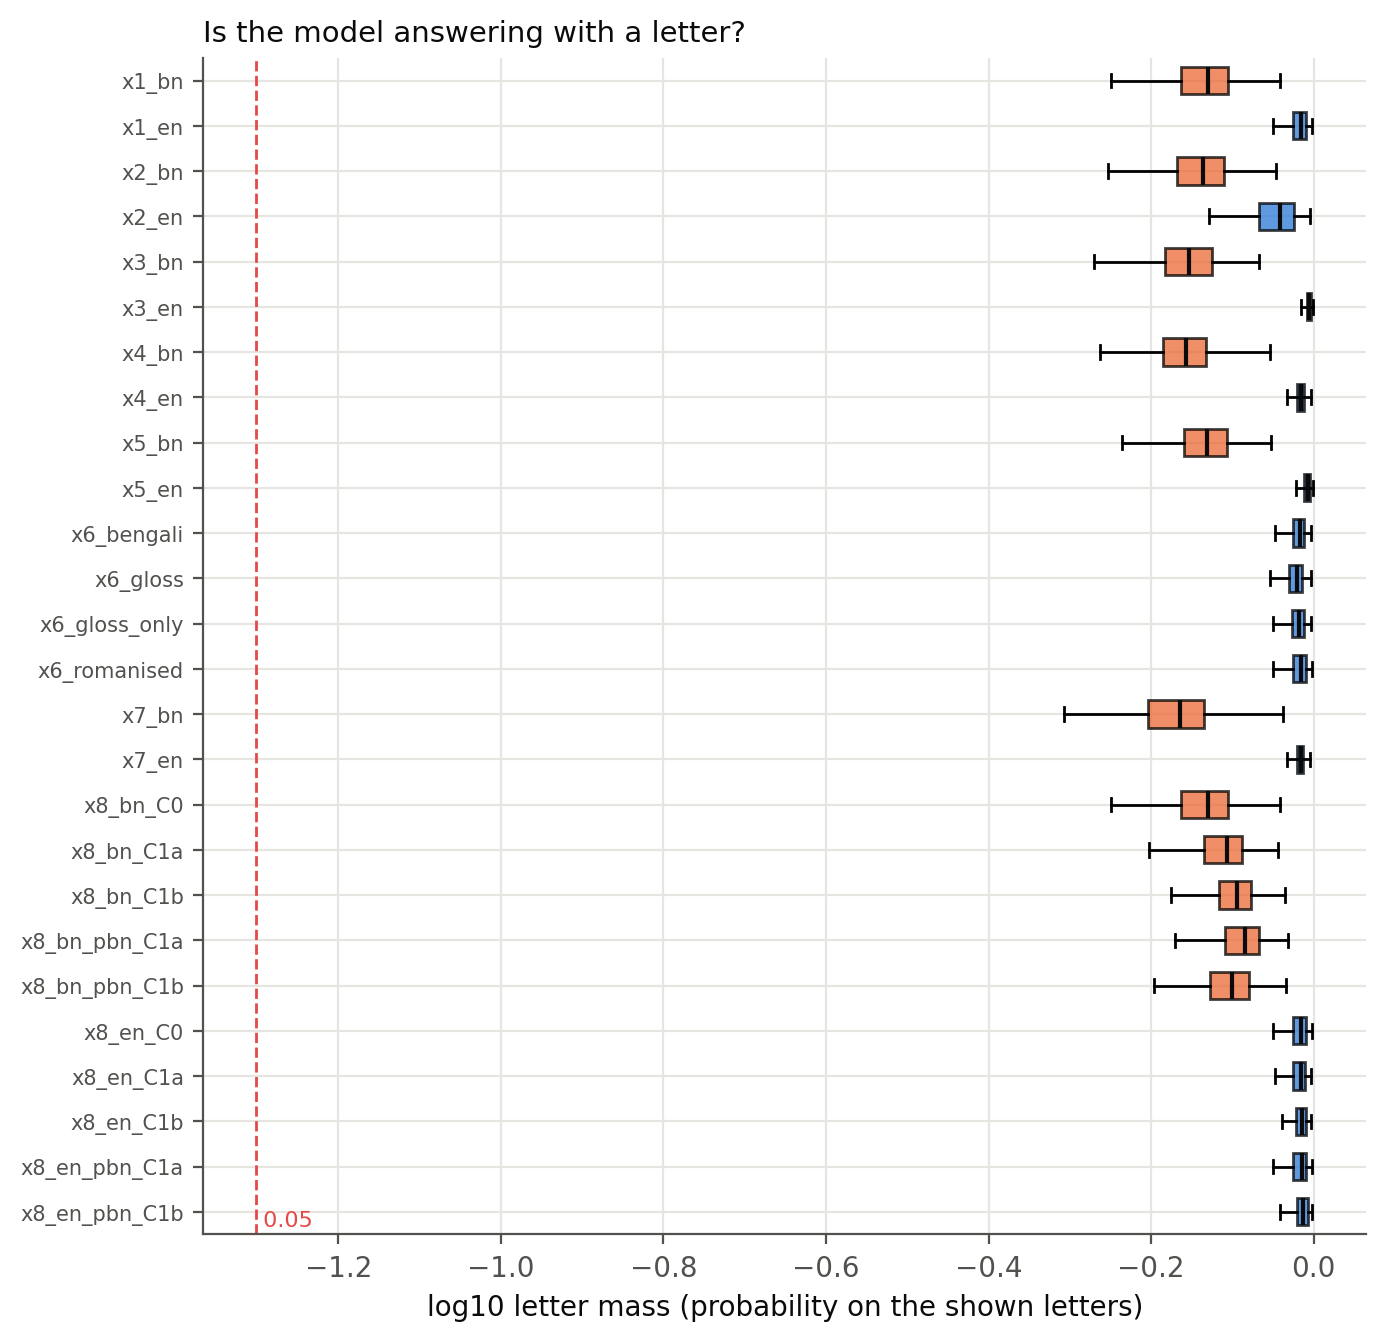 Is the model answering with a letter?
x1_bn
x1_en
x2_bn
x2_en
x3_bn
x3_en
x4_bn
x4_en
x5_bn
x5_en
x6_bengali
x6_gloss
x6_gloss_only
x6_romanised
x7_bn
x7_en
x8_bn_C0
x8_bn_C1a
x8_bn_C1b
x8_bn_pbn_C1a
x8_bn_pbn_C1b
x8_en_C0
x8_en_C1a
x8_en_C1b
x8_en_pbn_C1a
x8_en_pbn_C1b
0.05
−1.2 −1.0 −0.8 −0.6 −0.4 −0.2 0.0
log10 letter mass (probability on the shown letters)